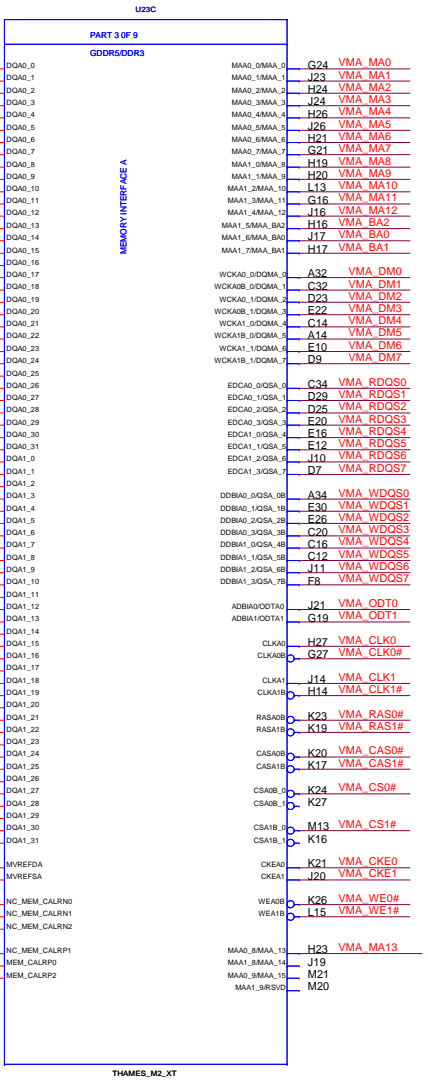 U23C
PART 3 0F 9
GDDR5/DDR3
MEMORY INTERFACE A
DQA0_0 MAA0_0/MAA_0 G24 VMA_MA0
DQA0_1 MAA0_1/MAA_1 J23 VMA_MA1
DQA0_2 MAA0_2/MAA_2 H24 VMA_MA2
DQA0_3 MAA0_3/MAA_3 J24 VMA_MA3
DQA0_4 MAA0_4/MAA_4 H26 VMA_MA4
DQA0_5 MAA0_5/MAA_5 J26 VMA_MA5
DQA0_6 MAA0_6/MAA_6 H21 VMA_MA6
DQA0_7 MAA0_7/MAA_7 G21 VMA_MA7
DQA0_8 MAA1_0/MAA_8 H19 VMA_MA8
DQA0_9 MAA1_1/MAA_9 H20 VMA_MA9
DQA0_10 MAA1_2/MAA_10 L13 VMA_MA10
DQA0_11 MAA1_3/MAA_11 G16 VMA_MA11
DQA0_12 MAA1_4/MAA_12 J16 VMA_MA12
DQA0_13 MAA1_5/MAA_BA2 H16 VMA_BA2
DQA0_14 MAA1_6/MAA_BA0 J17 VMA_BA0
DQA0_15 MAA1_7/MAA_BA1 H17 VMA_BA1
DQA0_16
DQA0_17 WCKA0_0/DQMA_0 A32 VMA_DM0
DQA0_18 WCKA0B_0/DQMA_1 C32 VMA_DM1
DQA0_19 WCKA0_1/DQMA_2 D23 VMA_DM2
DQA0_20 WCKA0B_1/DQMA_3 E22 VMA_DM3
DQA0_21 WCKA1_0/DQMA_4 C14 VMA_DM4
DQA0_22 WCKA1B_0/DQMA_5 A14 VMA_DM5
DQA0_23 WCKA1_1/DQMA_6 E10 VMA_DM6
DQA0_24 WCKA1B_1/DQMA_7 D9 VMA_DM7
DQA0_25
DQA0_26 EDCA0_0/QSA_0 C34 VMA_RDQS0
DQA0_27 EDCA0_1/QSA_1 D29 VMA_RDQS1
DQA0_28 EDCA0_2/QSA_2 D25 VMA_RDQS2
DQA0_29 EDCA0_3/QSA_3 E20 VMA_RDQS3
DQA0_30 EDCA1_0/QSA_4 E16 VMA_RDQS4
DQA0_31 EDCA1_1/QSA_5 E12 VMA_RDQS5
DQA1_0 EDCA1_2/QSA_6 J10 VMA_RDQS6
DQA1_1 EDCA1_3/QSA_7 D7 VMA_RDQS7
DQA1_2
DQA1_3 DDBIA0_0/QSA_0B A34 VMA_WDQS0
DQA1_4 DDBIA0_1/QSA_1B E30 VMA_WDQS1
DQA1_5 DDBIA0_2/QSA_2B E26 VMA_WDQS2
DQA1_6 DDBIA0_3/QSA_3B C20 VMA_WDQS3
DQA1_7 DDBIA1_0/QSA_4B C16 VMA_WDQS4
DQA1_8 DDBIA1_1/QSA_5B C12 VMA_WDQS5
DQA1_9 DDBIA1_2/QSA_6B J11 VMA_WDQS6
DQA1_10 DDBIA1_3/QSA_7B F8 VMA_WDQS7
DQA1_11
DQA1_12 ADBIA0/ODTA0 J21 VMA_ODT0
DQA1_13 ADBIA1/ODTA1 G19 VMA_ODT1
DQA1_14
DQA1_15 CLKA0 H27 VMA_CLK0
DQA1_16 CLKA0B G27 VMA_CLK0#
DQA1_17
DQA1_18 CLKA1 J14 VMA_CLK1
DQA1_19 CLKA1B H14 VMA_CLK1#
DQA1_20
DQA1_21 RASA0B K23 VMA_RAS0#
DQA1_22 RASA1B K19 VMA_RAS1#
DQA1_23
DQA1_24 CASA0B K20 VMA_CAS0#
DQA1_25 CASA1B K17 VMA_CAS1#
DQA1_26
DQA1_27 CSA0B_0 K24 VMA_CS0#
DQA1_28 CSA0B_1 K27
DQA1_29
DQA1_30 CSA1B_0 M13 VMA_CS1#
DQA1_31 CSA1B_1 K16
MVREFDA CKEA0 K21 VMA_CKE0
MVREFSA CKEA1 J20 VMA_CKE1
NC_MEM_CALRN0 WEA0B K26 VMA_WE0#
NC_MEM_CALRN1 WEA1B L15 VMA_WE1#
NC_MEM_CALRN2
NC_MEM_CALRP1 MAA0_8/MAA_13 H23 VMA_MA13
MEM_CALRP0 MAA1_8/MAA_14 J19
MEM_CALRP2 MAA0_9/MAA_15 M21
MAA1_9/RSVD M20
THAMES_M2_XT